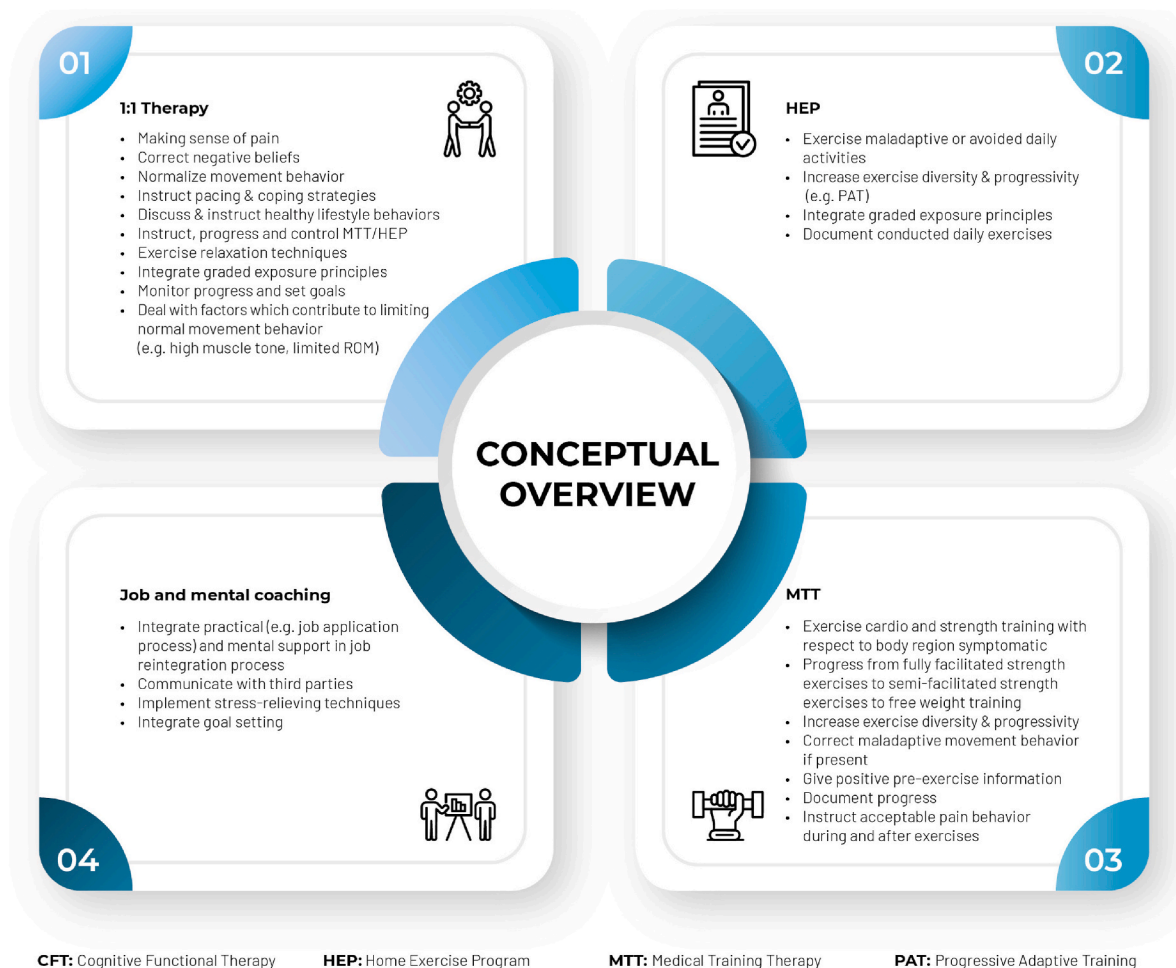 01
1:1 Therapy
• Making sense of pain
• Correct negative beliefs
• Normalize movement behavior
• Instruct pacing & coping strategies
• Discuss & instruct healthy lifestyle behaviors
• Instruct, progress and control MTT/HEP
• Exercise relaxation techniques
• Integrate graded exposure principles
• Monitor progress and set goals
• Deal with factors which contribute to limiting
normal movement behavior
(e.g. high muscle tone, limited ROM)
02
HEP
• Exercise maladaptive or avoided daily
activities
• Increase exercise diversity & progressivity
(e.g. PAT)
• Integrate graded exposure principles
• Document conducted daily exercises
CONCEPTUAL
OVERVIEW
MTT
• Exercise cardio and strength training with
respect to body region symptomatic
• Progress from fully facilitated strength
exercises to semi-facilitated strength
exercises to free weight training
• Increase exercise diversity & progressivity
• Correct maladaptive movement behavior
if present
• Give positive pre-exercise information
• Document progress
• Instruct acceptable pain behavior
during and after exercises
03
Job and mental coaching
• Integrate practical (e.g. job application
process) and mental support in job
reintegration process
• Communicate with third parties
• Implement stress-relieving techniques
• Integrate goal setting
04
CFT: Cognitive Functional Therapy HEP: Home Exercise Program MTT: Medical Training Therapy PAT: Progressive Adaptive Training